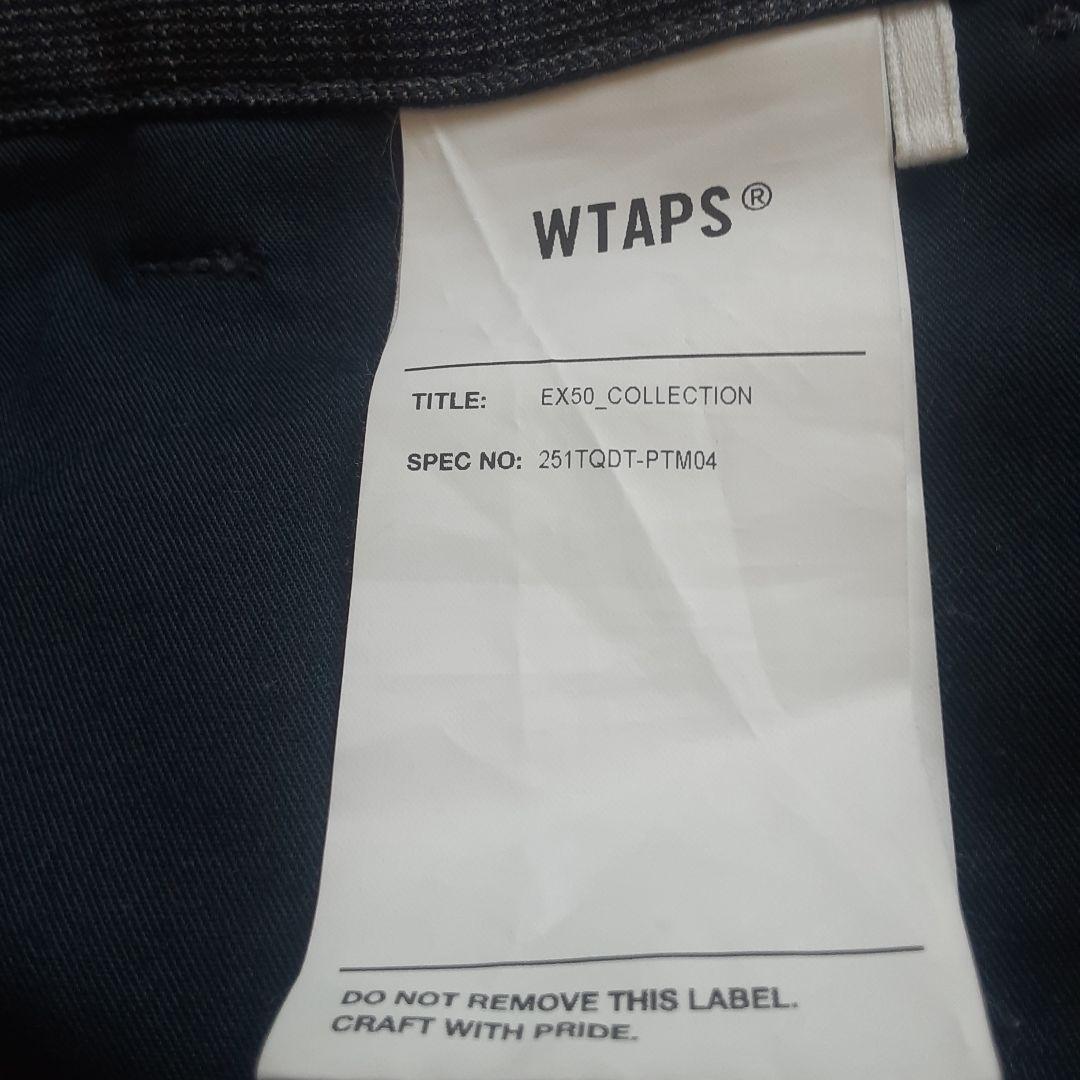 WTAPS®
TITLE: EX50_COLLECTION
SPEC NO: 251TQDT-PTM04
DO NOT REMOVE THIS LABEL.
CRAFT WITH PRIDE.